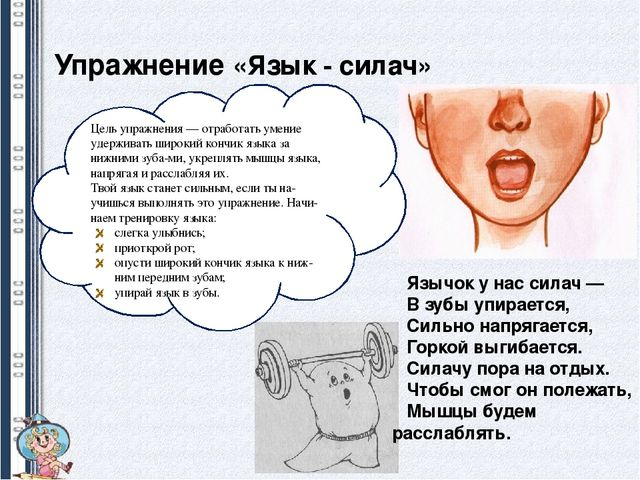 Упражнение «Язык - силач»
Цель упражнения — отработать умение
удерживать широкий кончик языка за
нижними зуба-ми, укреплять мышцы языка,
напрягая и расслабляя их.
Твой язык станет сильным, если ты на-
учишься выполнять это упражнение. Начи-
наем тренировку языка:
слегка улыбнись;
приоткрой рот;
опусти широкий кончик языка к ниж-
ним передним зубам;
упирай язык в зубы.
Язычок у нас силач —
В зубы упирается,
Сильно напрягается,
Горкой выгибается.
Силачу пора на отдых.
Чтобы смог он полежать,
Мышцы будем
расслаблять.